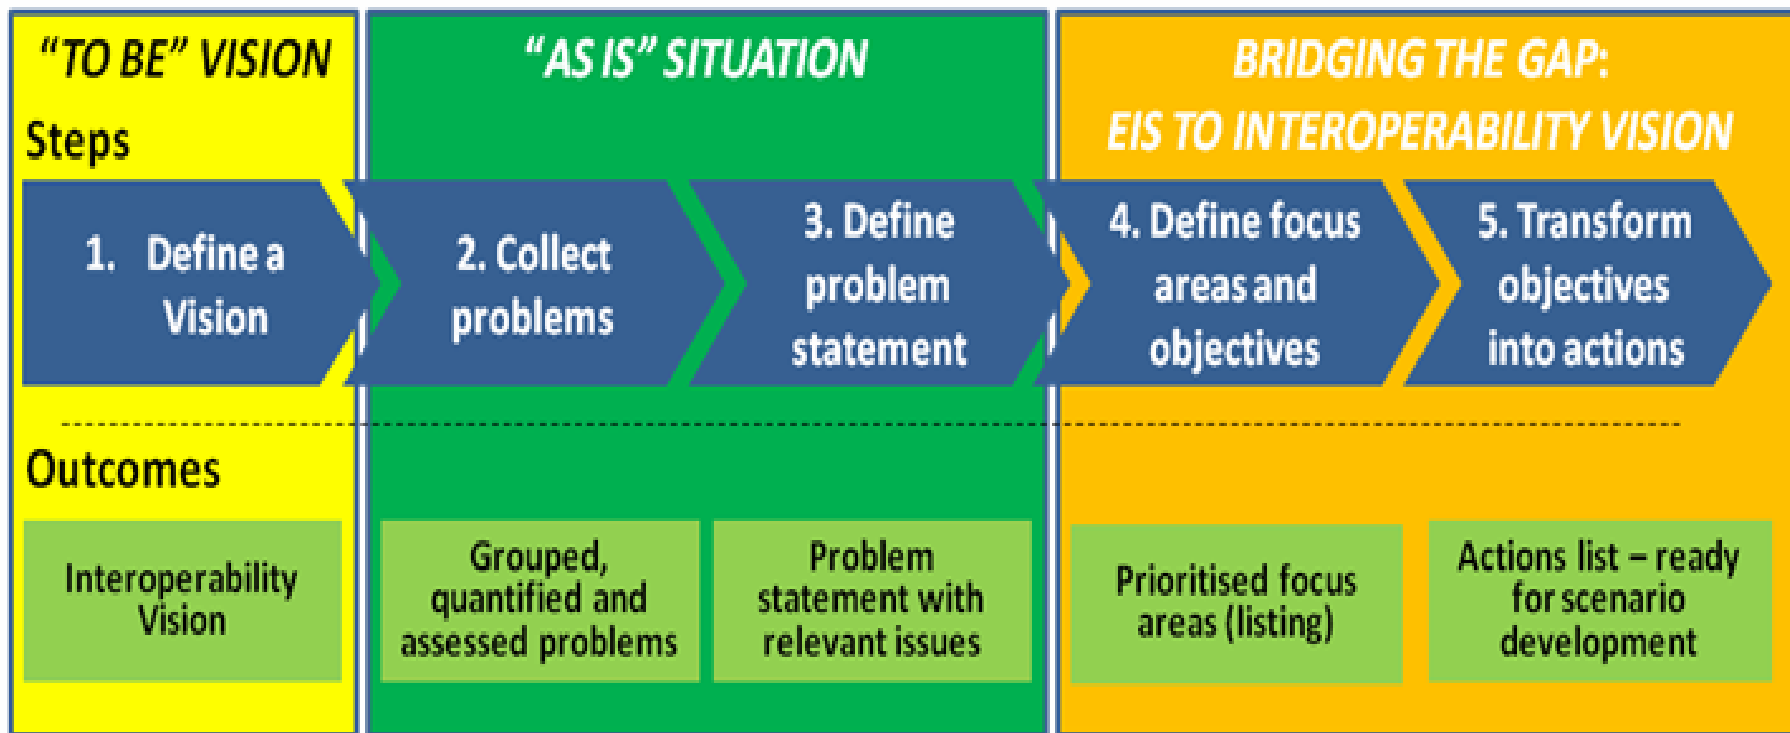 “TO BE” VISION
“AS IS” SITUATION
BRIDGING THE GAP:
EIS TO INTEROPERABILITY VISION
Steps
1. Define a
Vision
2. Collect
problems
3. Define
problem
statement
4. Define focus
areas and
objectives
5. Transform
objectives
into actions
Outcomes
Interoperability
Vision
Grouped,
quantified and
assessed problems
Problem
statement with
relevant issues
Prioritised focus
areas (listing)
Actions list – ready
for scenario
development